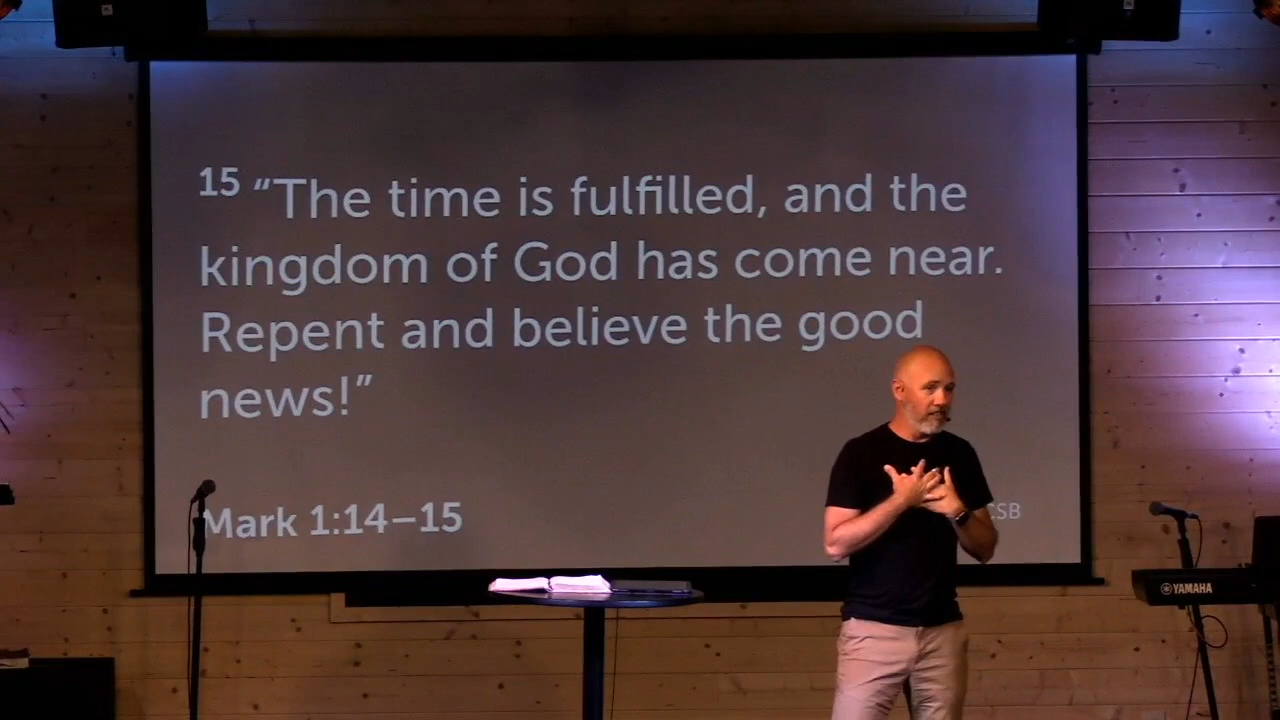 15 “The time is fulfilled, and the
kingdom of God has come near.
Repent and believe the good
news!”
Mark 1:14–15
CSB
YAMAHA